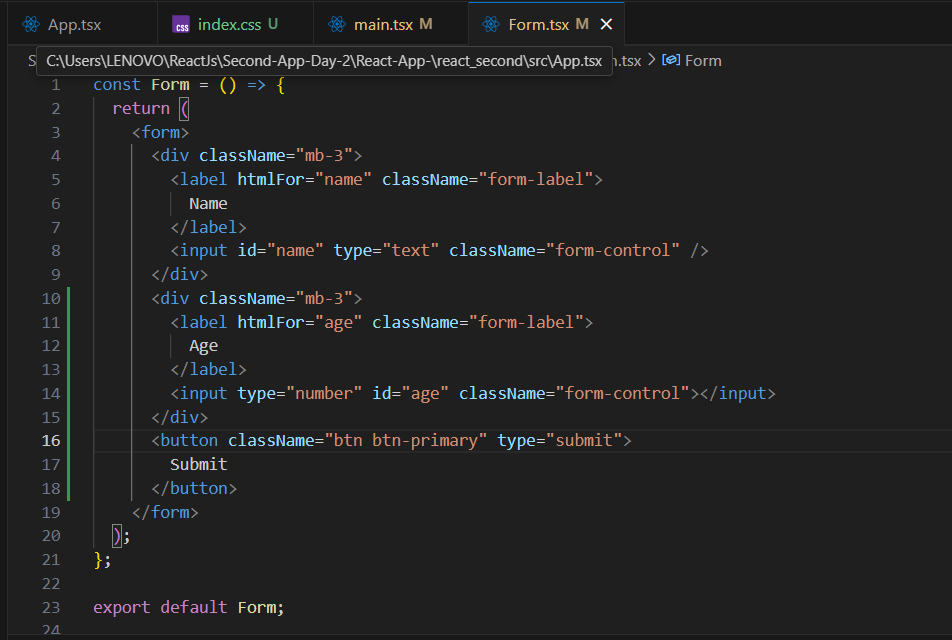 App.tsx index.css U main.tsx M Form.tsx M
S C:\Users\LENOVO\ReactJs\Second-App-Day-2\React-App-\react_second\src\App.tsx n.tsx > Form
1 const Form = () => {
2   return (
3     <form>
4       <div className="mb-3">
5         <label htmlFor="name" className="form-label">
6           Name
7         </label>
8         <input id="name" type="text" className="form-control" />
9       </div>
10       <div className="mb-3">
11         <label htmlFor="age" className="form-label">
12           Age
13         </label>
14         <input type="number" id="age" className="form-control"></input>
15       </div>
16       <button className="btn btn-primary" type="submit">
17         Submit
18       </button>
19     </form>
20   );
21 };
22
23 export default Form;
24